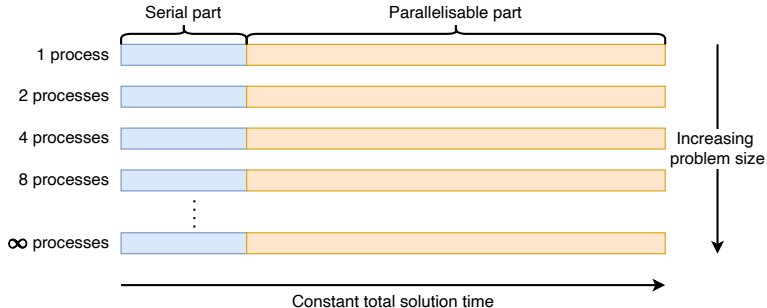 Serial part
Parallelisable part
1 process
2 processes
4 processes
8 processes
∞ processes
Increasing
problem size
Constant total solution time